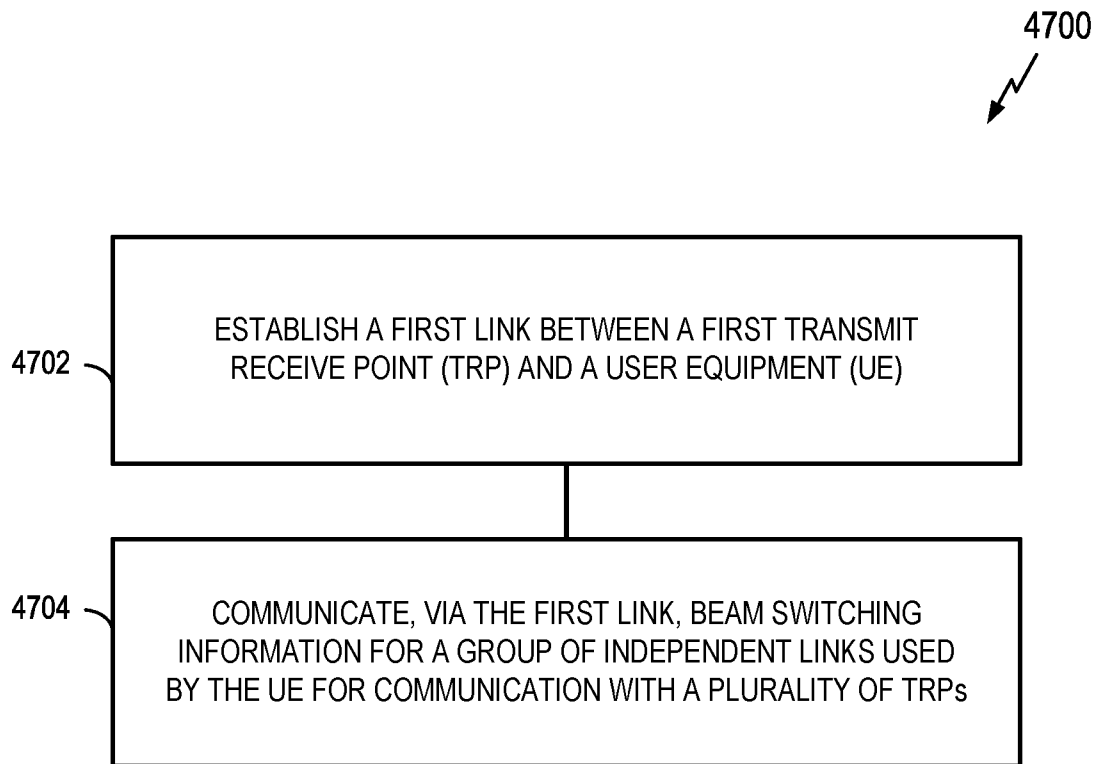 4700
4702
ESTABLISH A FIRST LINK BETWEEN A FIRST TRANSMIT
RECEIVE POINT (TRP) AND A USER EQUIPMENT (UE)
4704
COMMUNICATE, VIA THE FIRST LINK, BEAM SWITCHING
INFORMATION FOR A GROUP OF INDEPENDENT LINKS USED
BY THE UE FOR COMMUNICATION WITH A PLURALITY OF TRPs